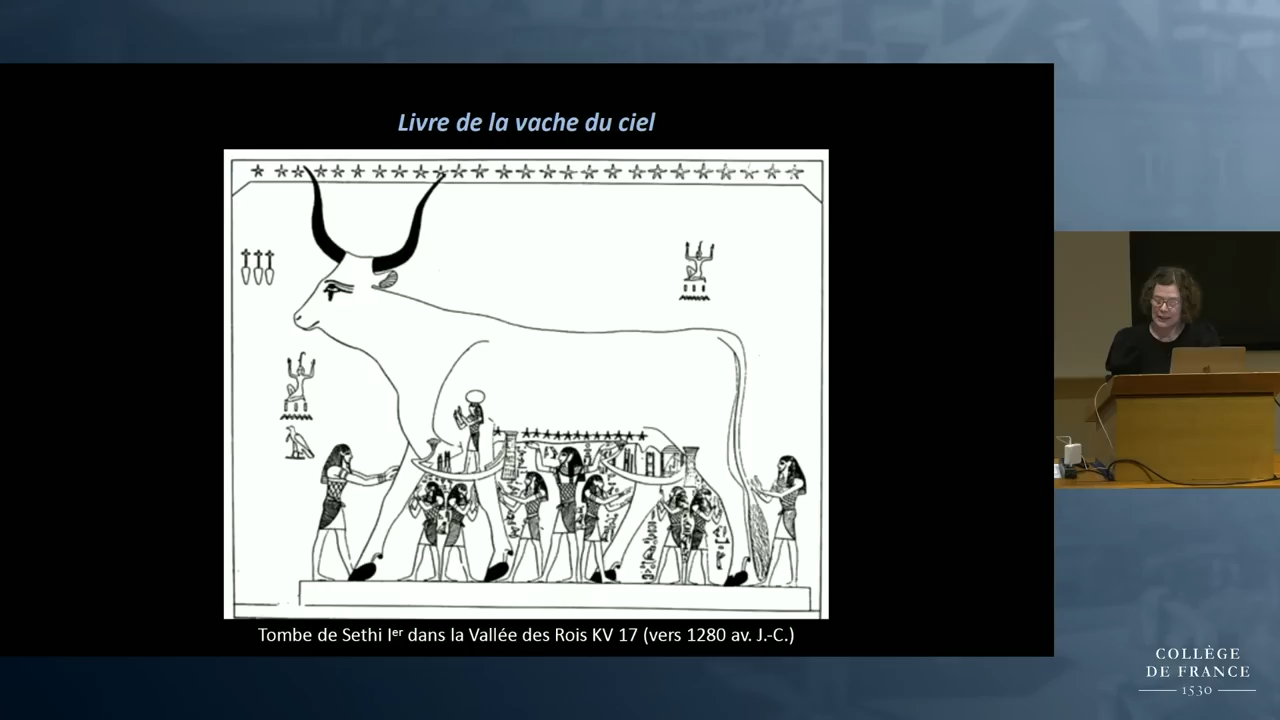 Livre de la vache du ciel
Tombe de Sethi Ier dans la Vallée des Rois KV 17 (vers 1280 av. J.-C.)
COLLÈGE
DE FRANCE
1530